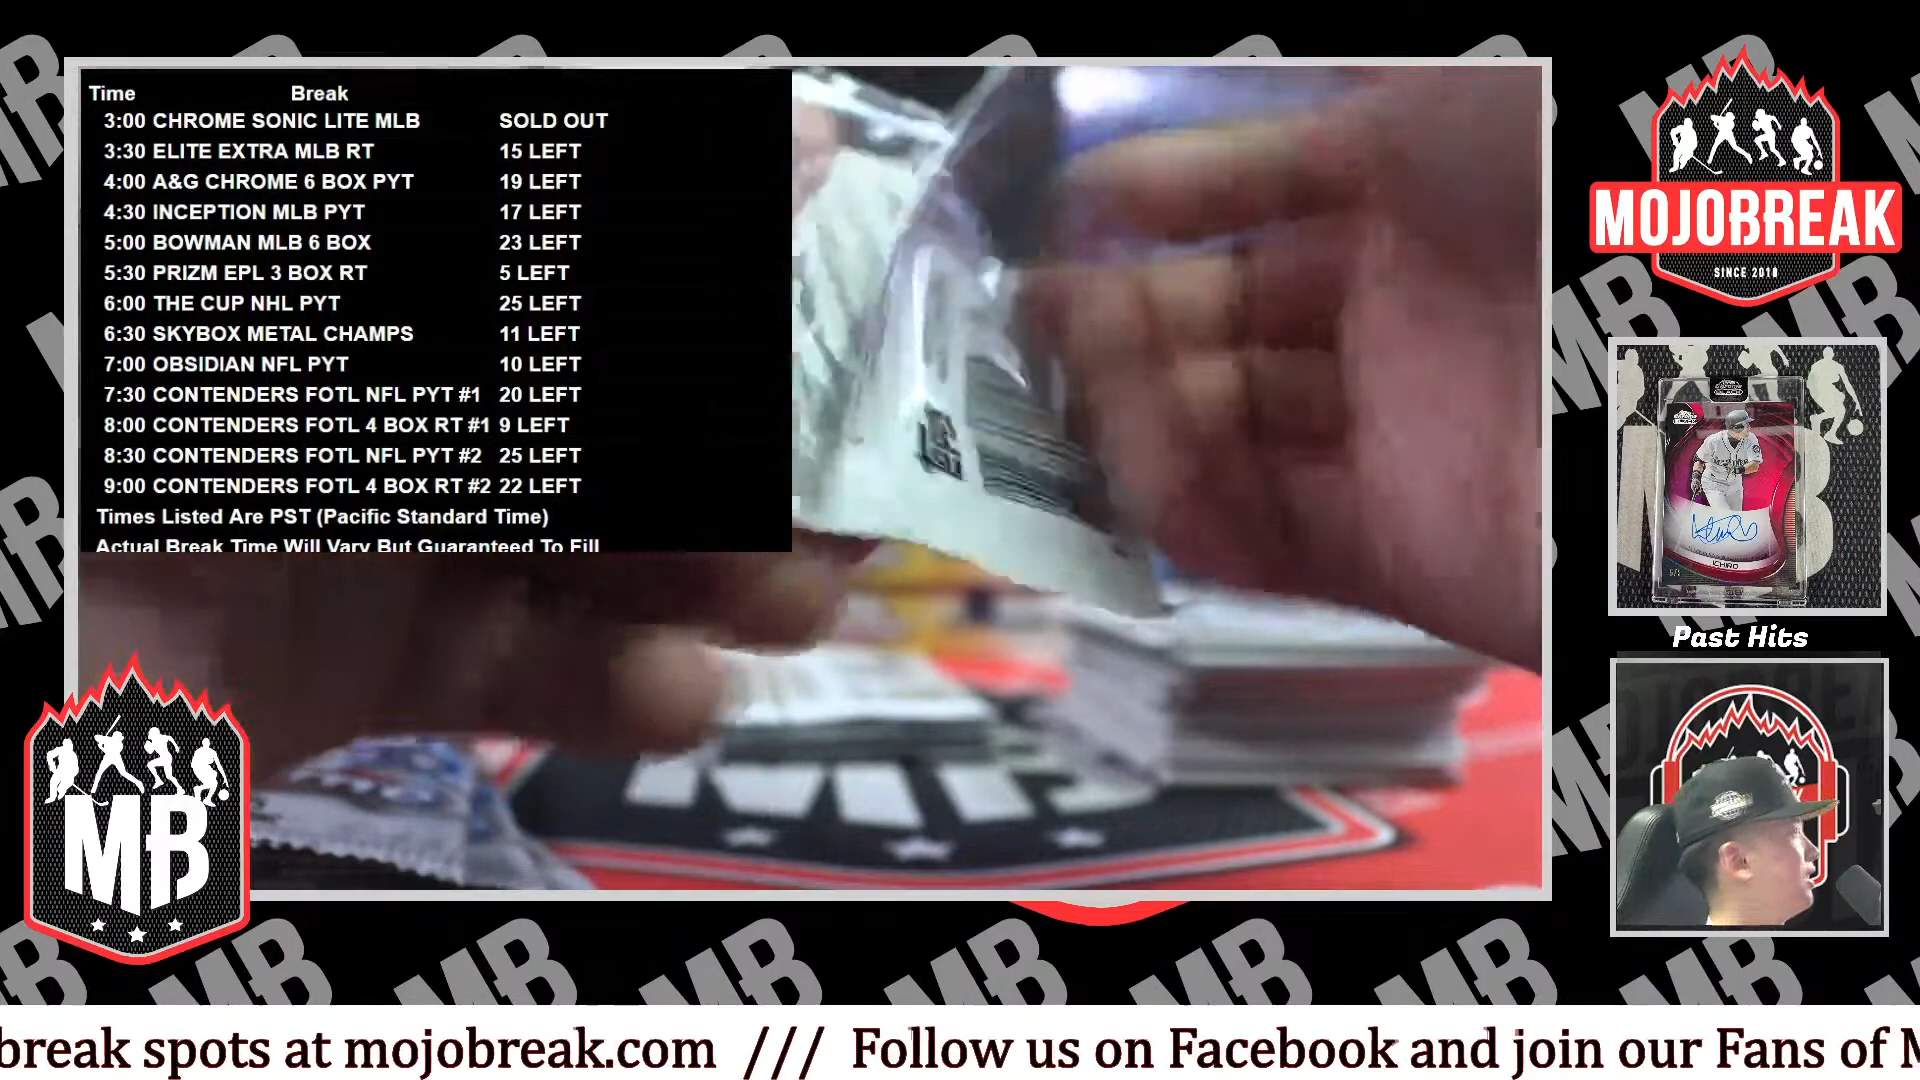 Time Break
3:00 CHROME SONIC LITE MLB SOLD OUT
3:30 ELITE EXTRA MLB RT 15 LEFT
4:00 A&G CHROME 6 BOX PYT 19 LEFT
4:30 INCEPTION MLB PYT 17 LEFT
5:00 BOWMAN MLB 6 BOX 23 LEFT
5:30 PRIZM EPL 3 BOX RT 5 LEFT
6:00 THE CUP NHL PYT 25 LEFT
6:30 SKYBOX METAL CHAMPS 11 LEFT
7:00 OBSIDIAN NFL PYT 10 LEFT
7:30 CONTENDERS FOTL NFL PYT #1 20 LEFT
8:00 CONTENDERS FOTL 4 BOX RT #1 9 LEFT
8:30 CONTENDERS FOTL NFL PYT #2 25 LEFT
9:00 CONTENDERS FOTL 4 BOX RT #2 22 LEFT
Times Listed Are PST (Pacific Standard Time)
Actual Break Time Will Vary But Guaranteed To Fill
MOJOBREAK
SINCE 2010
ICHIRO
Past Hits
MB
MB
break spots at mojobreak.com /// Follow us on Facebook and join our Fans of M